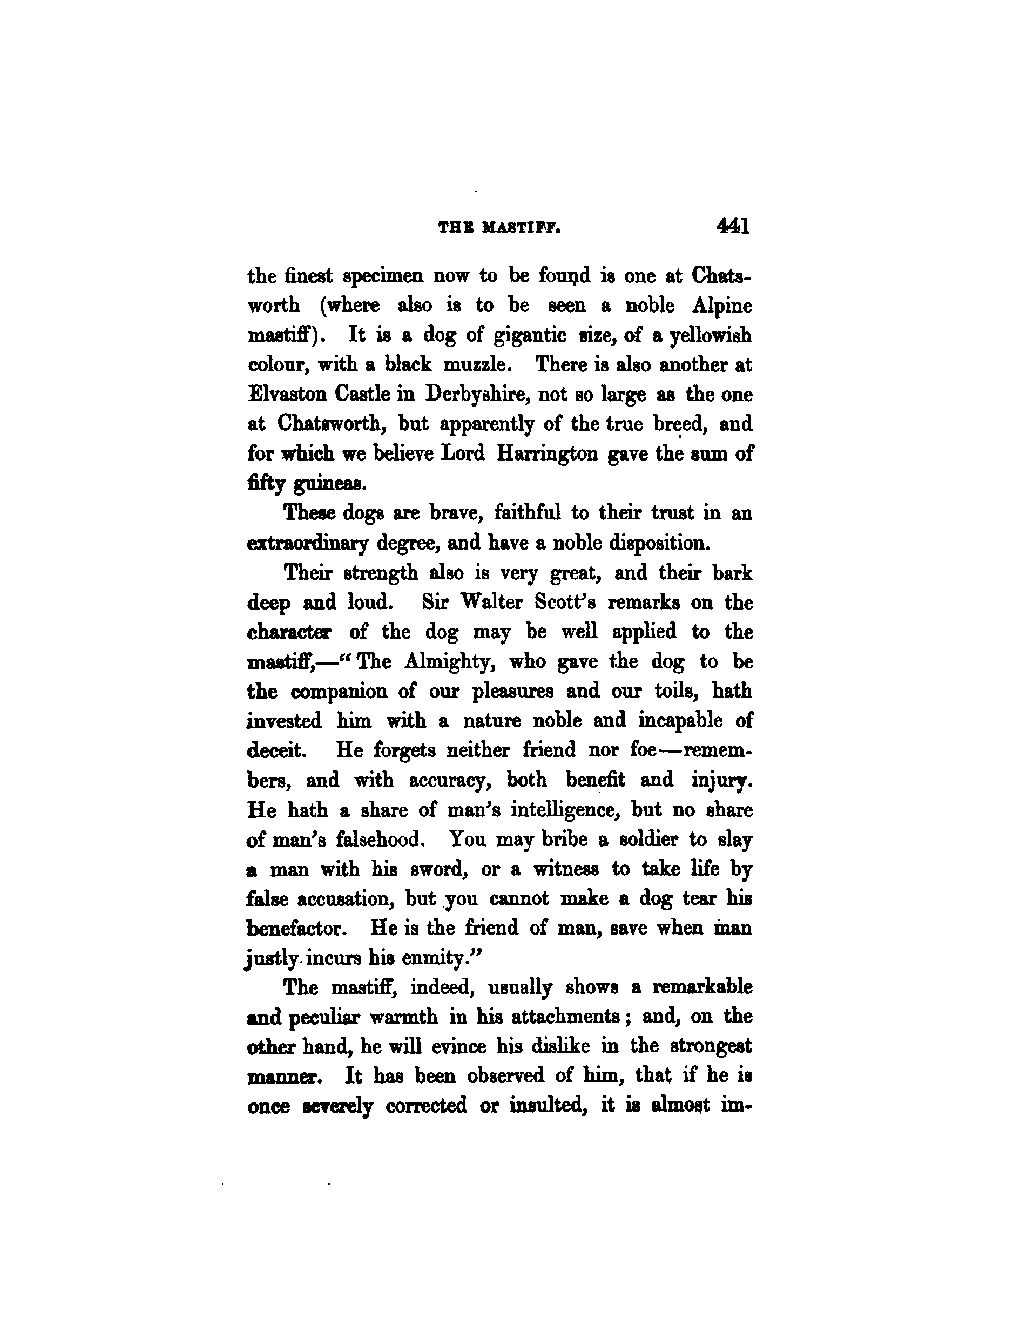 THE MASTIFF. 441
the finest specimen now to be found is one at Chats-
worth (where also is to be seen a noble Alpine
mastiff). It is a dog of gigantic size, of a yellowish
colour, with a black muzzle. There is also another at
Elvaston Castle in Derbyshire, not so large as the one
at Chatsworth, but apparently of the true breed, and
for which we believe Lord Harrington gave the sum of
fifty guineas.
These dogs are brave, faithful to their trust in an
extraordinary degree, and have a noble disposition.
Their strength also is very great, and their bark
deep and loud. Sir Walter Scott's remarks on the
character of the dog may be well applied to the
mastiff,—“The Almighty, who gave the dog to be
the companion of our pleasures and our toils, hath
invested him with a nature noble and incapable of
deceit. He forgets neither friend nor foe—remem-
bers, and with accuracy, both benefit and injury.
He hath a share of man's intelligence, but no share
of man's falsehood. You may bribe a soldier to slay
a man with his sword, or a witness to take life by
false accusation, but you cannot make a dog tear his
benefactor. He is the friend of man, save when man
justly incurs his enmity.”
The mastiff, indeed, usually shows a remarkable
and peculiar warmth in his attachments; and, on the
other hand, he will evince his dislike in the strongest
manner. It has been observed of him, that if he is
once severely corrected or insulted, it is almost im-